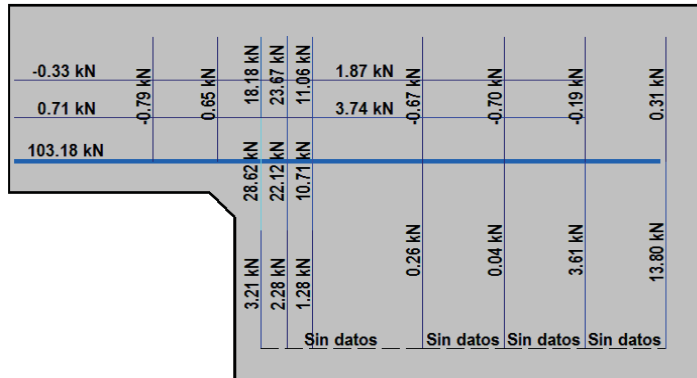 -0.33 kN
-0.79 kN
0.65 kN
18.18 kN
23.67 kN
11.06 kN
1.87 kN
-0.67 kN
-0.70 kN
-0.19 kN
0.31 kN
0.71 kN
3.74 kN
103.18 kN
28.62 kN
22.12 kN
10.71 kN
0.26 kN
0.04 kN
3.61 kN
13.80 kN
3.21 kN
2.28 kN
1.28 kN
Sin datos Sin datos Sin datos Sin datos